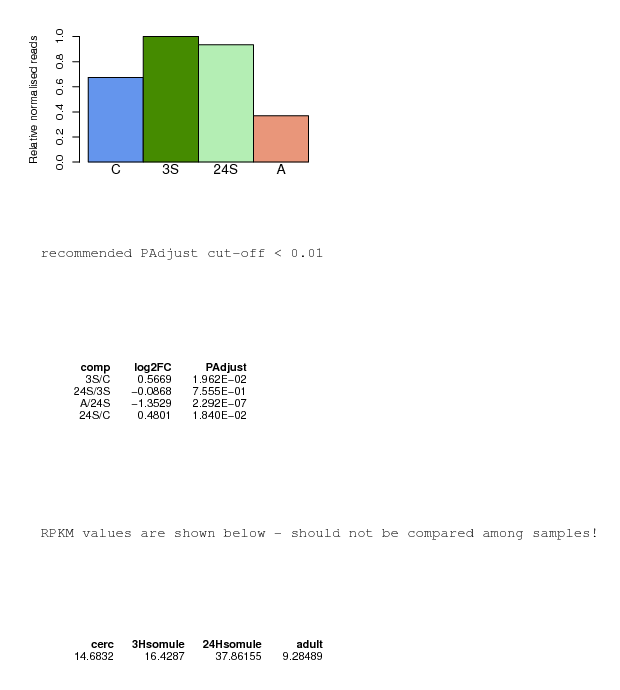 Relative normalised reads
1.0
0.8
0.6
0.4
0.2
0.0
C 3S 24S A
recommended PAdjust cut-off < 0.01
comp log2FC PAdjust
3S/C 0.5669 1.962E-02
24S/3S -0.0868 7.555E-01
A/24S -1.3529 2.292E-07
24S/C 0.4801 1.840E-02
RPKM values are shown below - should not be compared among samples!
cerc 3Hsomule 24Hsomule adult
14.6832 16.4287 37.86155 9.28489